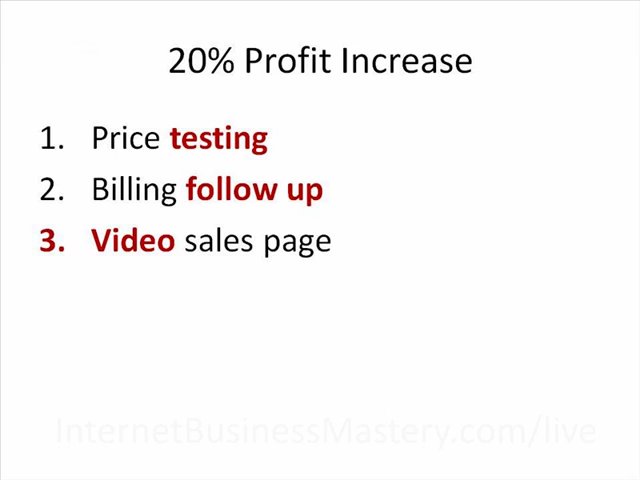 20% Profit Increase
1. Price testing
2. Billing follow up
3. Video sales page
InternetBusinessMastery.com/live